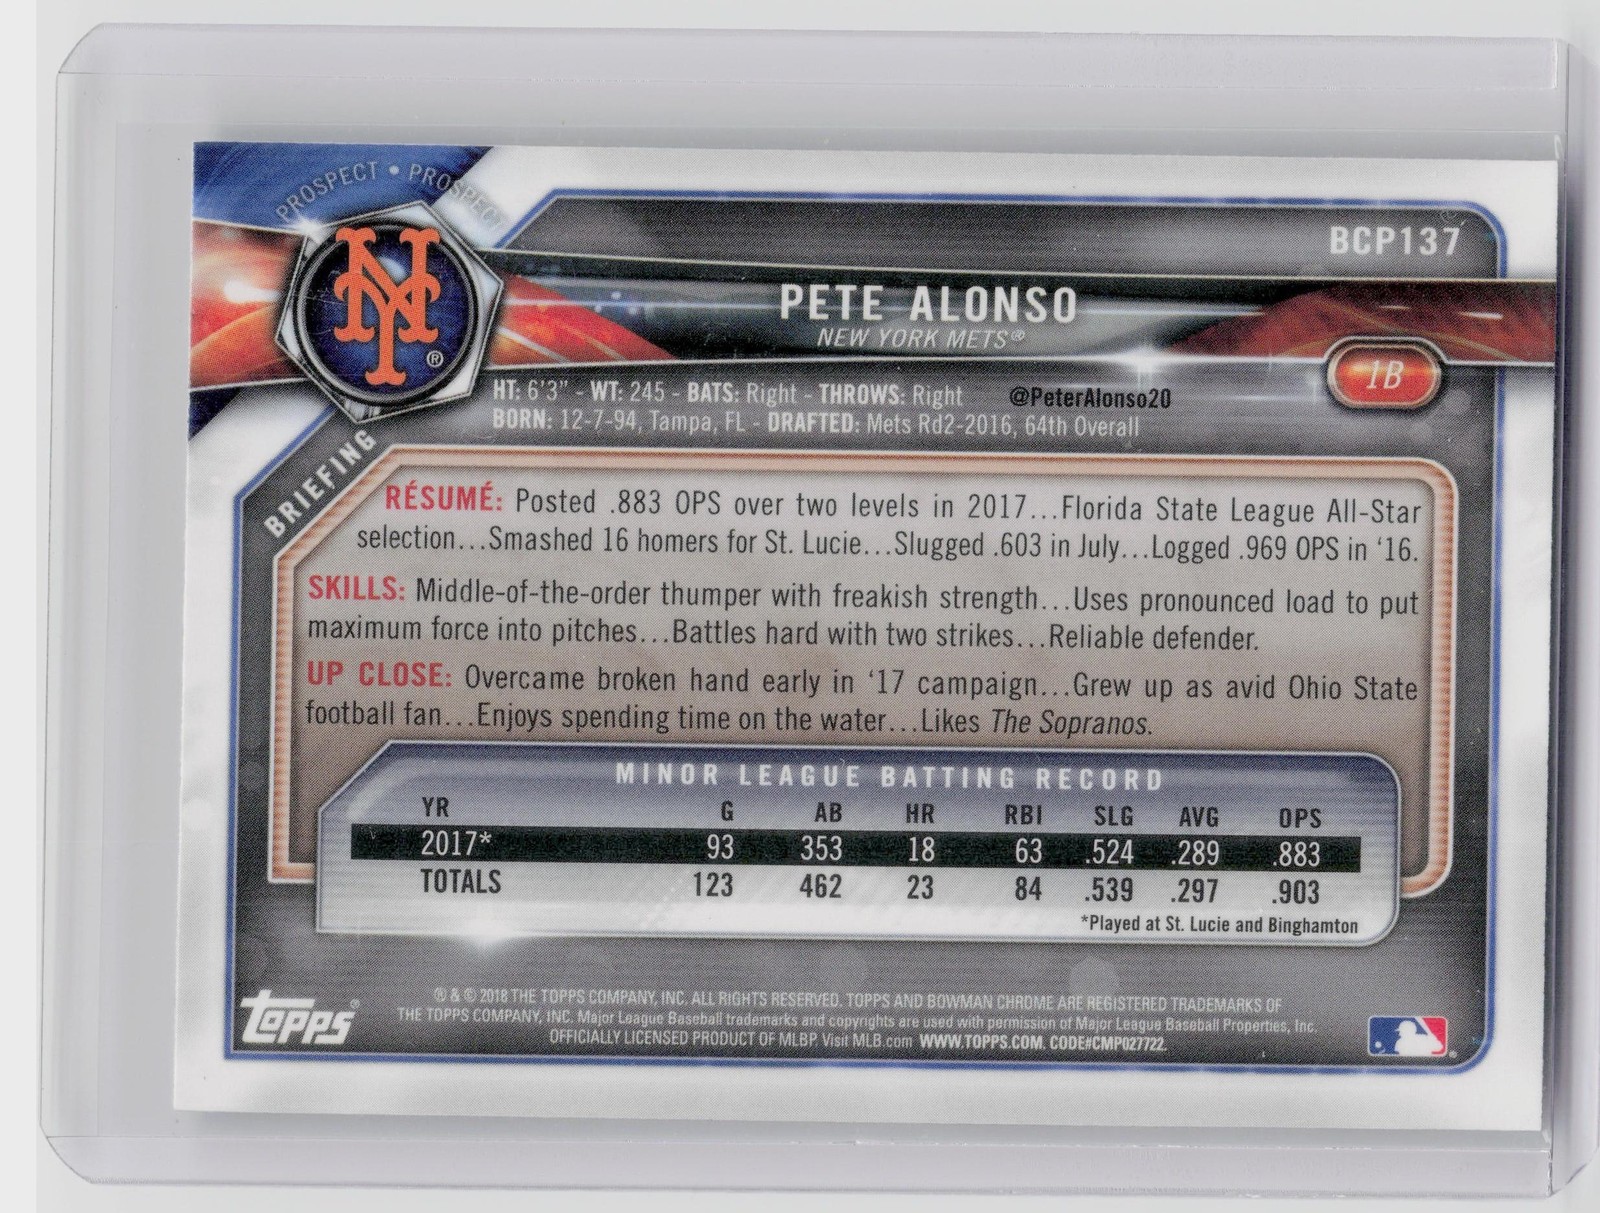 PROSPECT • PROSPECT
BCP137
PETE ALONSO
NEW YORK METS®
1B
HT: 6'3" - WT: 245 - BATS: Right - THROWS: Right @PeterAlonso20
BORN: 12-7-94, Tampa, FL - DRAFTED: Mets Rd2-2016, 64th Overall
BRIEFING
RÉSUMÉ: Posted .883 OPS over two levels in 2017...Florida State League All-Star
selection...Smashed 16 homers for St. Lucie...Slugged .603 in July...Logged .969 OPS in ‘16.
SKILLS: Middle-of-the-order thumper with freakish strength...Uses pronounced load to put
maximum force into pitches...Battles hard with two strikes...Reliable defender.
UP CLOSE: Overcame broken hand early in ‘17 campaign...Grew up as avid Ohio State
football fan...Enjoys spending time on the water...Likes The Sopranos.
MINOR LEAGUE BATTING RECORD
YR G AB HR RBI SLG AVG OPS
2017* 93 353 18 63 .524 .289 .883
TOTALS 123 462 23 84 .539 .297 .903
*Played at St. Lucie and Binghamton
® & © 2018 THE TOPPS COMPANY, INC. ALL RIGHTS RESERVED. TOPPS AND BOWMAN CHROME ARE REGISTERED TRADEMARKS OF
THE TOPPS COMPANY, INC. Major League Baseball trademarks and copyrights are used with permission of Major League Baseball Properties, Inc.
OFFICIALLY LICENSED PRODUCT OF MLBP. Visit MLB.com WWW.TOPPS.COM. CODE#CMP027722.
Topps®